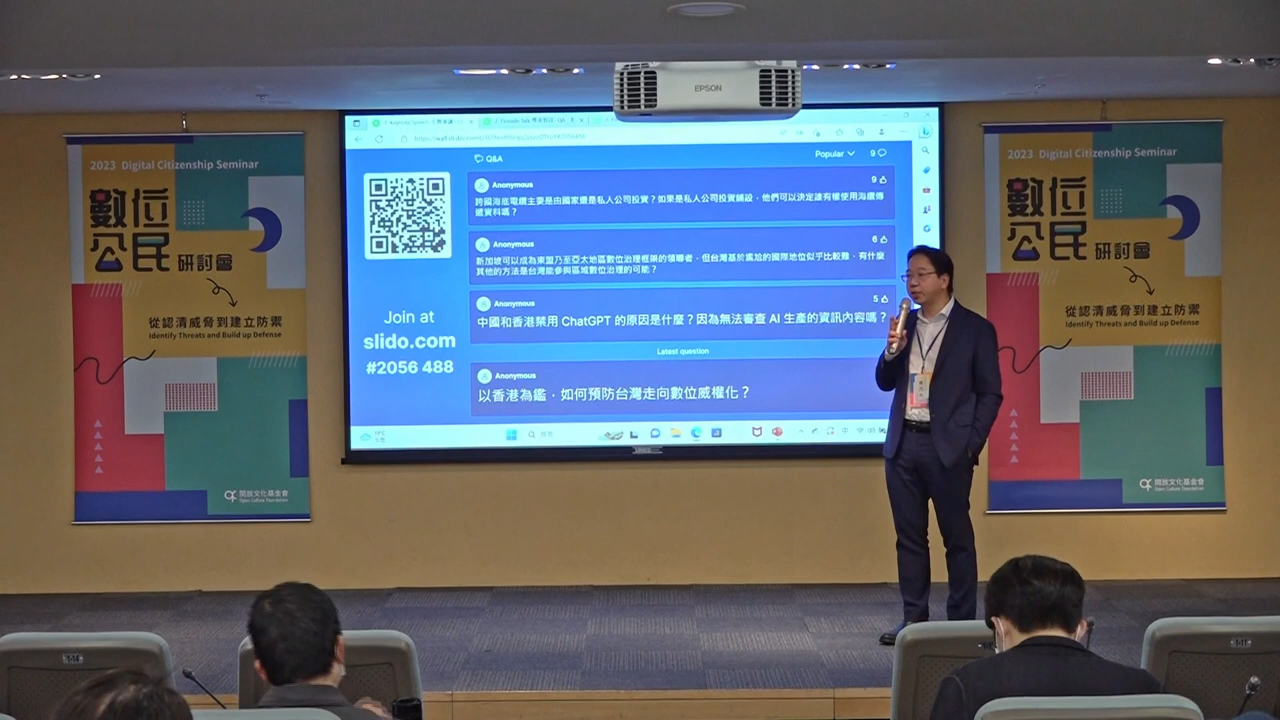 EPSON
2023 Digital Citizenship Seminar
數位
公民 研討會
從認清威脅到建立防禦
Identify Threats and Build up Defense
開放文化基金會
Open Culture Foundation
Q&A
Popular
9
Anonymous
9
跨國海底電纜主要是由國家還是私人公司投資？如果是私人公司投資舖設，他們可以決定誰有權使用海纜傳
遞資料嗎？
Anonymous
6
新加坡可以成為東盟乃至亞太地區數位治理框架的領導者，但台灣基於尷尬的國際地位似乎比較難，有什麼
其他的方法是台灣能參與區域數位治理的可能？
Anonymous
5
中國和香港禁用 ChatGPT 的原因是什麼？因為無法審查 AI 生產的資訊內容嗎？
Latest question
Anonymous
以香港為鑑，如何預防台灣走向數位威權化？
Join at
slido.com
#2056 488
2023 Digital Citizenship Seminar
數位
公民 研討會
從認清威脅到建立防禦
Identify Threats and Build up Defense
開放文化基金會
Open Culture Foundation